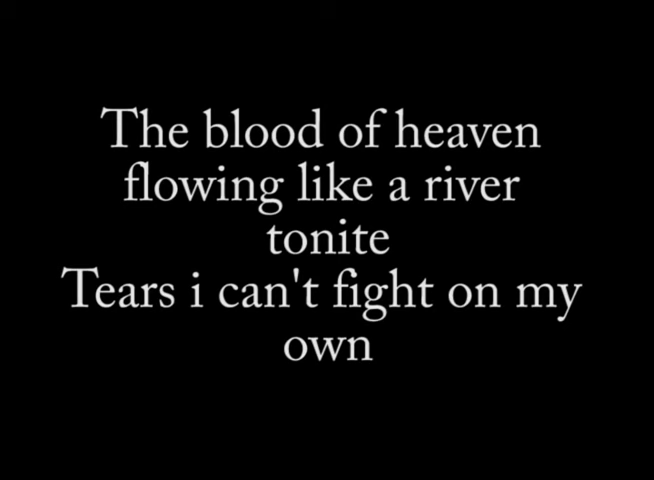 The blood of heaven
flowing like a river
tonite
Tears i can't fight on my
own